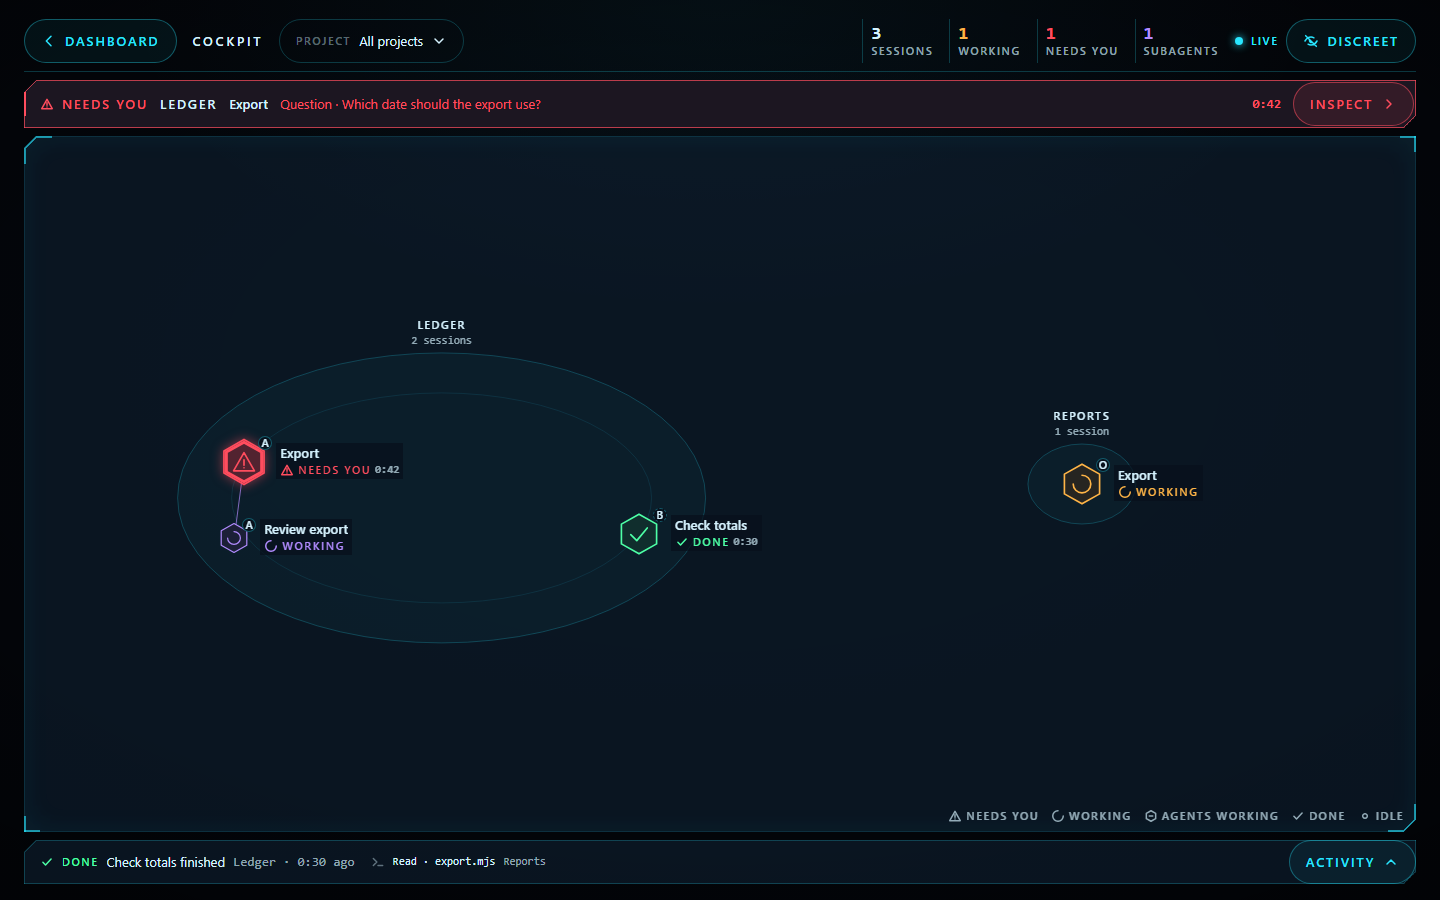 DASHBOARD COCKPIT PROJECT All projects 3 SESSIONS 1 WORKING 1 NEEDS YOU 1 SUBAGENTS LIVE DISCREET
NEEDS YOU LEDGER Export Question · Which date should the export use? 0:42 INSPECT
LEDGER
2 sessions
REPORTS
1 session
A
Export
NEEDS YOU 0:42
O
Export
WORKING
A
Review export
WORKING
B
Check totals
DONE 0:30
NEEDS YOU WORKING AGENTS WORKING DONE IDLE
DONE Check totals finished Ledger · 0:30 ago Read · export.mjs Reports ACTIVITY